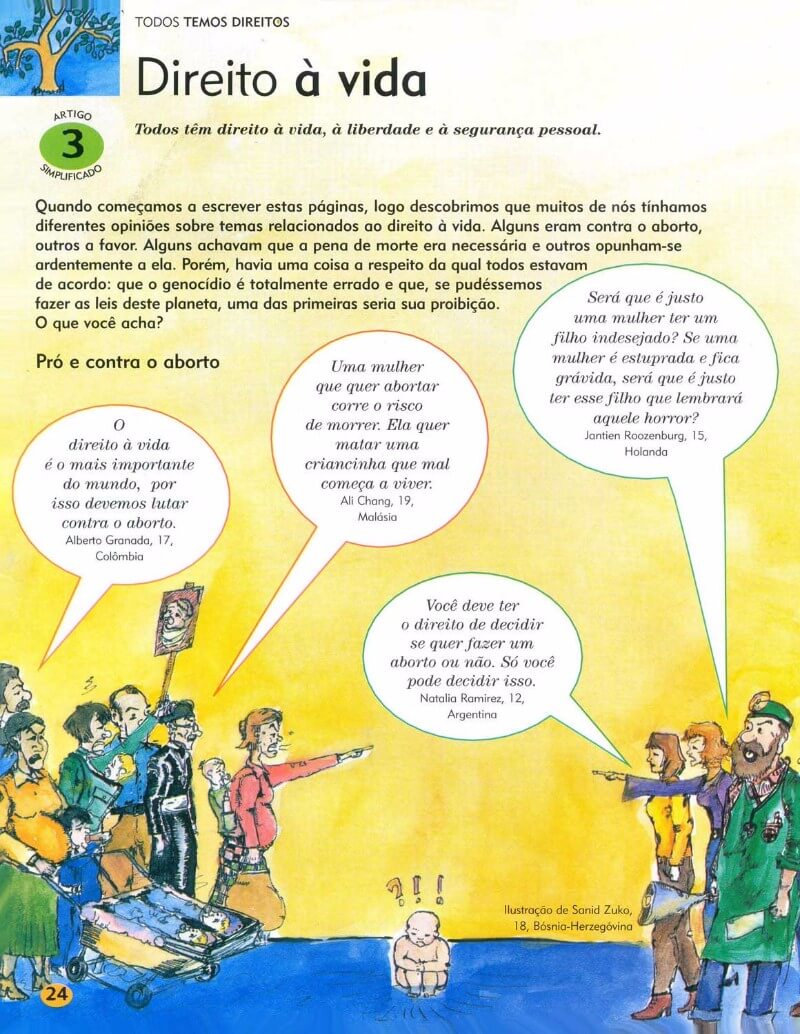 TODOS TEMOS DIREITOS
Direito à vida
ARTIGO
3
SIMPLIFICADO
Todos têm direito à vida, à liberdade e à segurança pessoal.
Quando começamos a escrever estas páginas, logo descobrimos que muitos de nós tínhamos
diferentes opiniões sobre temas relacionados ao direito à vida. Alguns eram contra o aborto,
outros a favor. Alguns achavam que a pena de morte era necessária e outros opunham-se
ardentemente a ela. Porém, havia uma coisa a respeito da qual todos estavam
de acordo: que o genocídio é totalmente errado e que, se pudéssemos
fazer as leis deste planeta, uma das primeiras seria sua proibição.
O que você acha?
Pró e contra o aborto
O
direito à vida
é o mais importante
do mundo, por
isso devemos lutar
contra o aborto.
Alberto Granada, 17,
Colômbia
Uma mulher
que quer abortar
corre o risco
de morrer. Ela quer
matar uma
criancinha que mal
começa a viver.
Ali Chang, 19,
Malásia
Será que é justo
uma mulher ter um
filho indesejado? Se uma
mulher é estuprada e fica
grávida, será que é justo
ter esse filho que lembrará
aquele horror?
Jantien Roozenburg, 15,
Holanda
Você deve ter
o direito de decidir
se quer fazer um
aborto ou não. Só você
pode decidir isso.
Natalia Ramirez, 12,
Argentina
?!!!
Ilustração de Sanid Zuko,
18, Bósnia-Herzegóvina
24